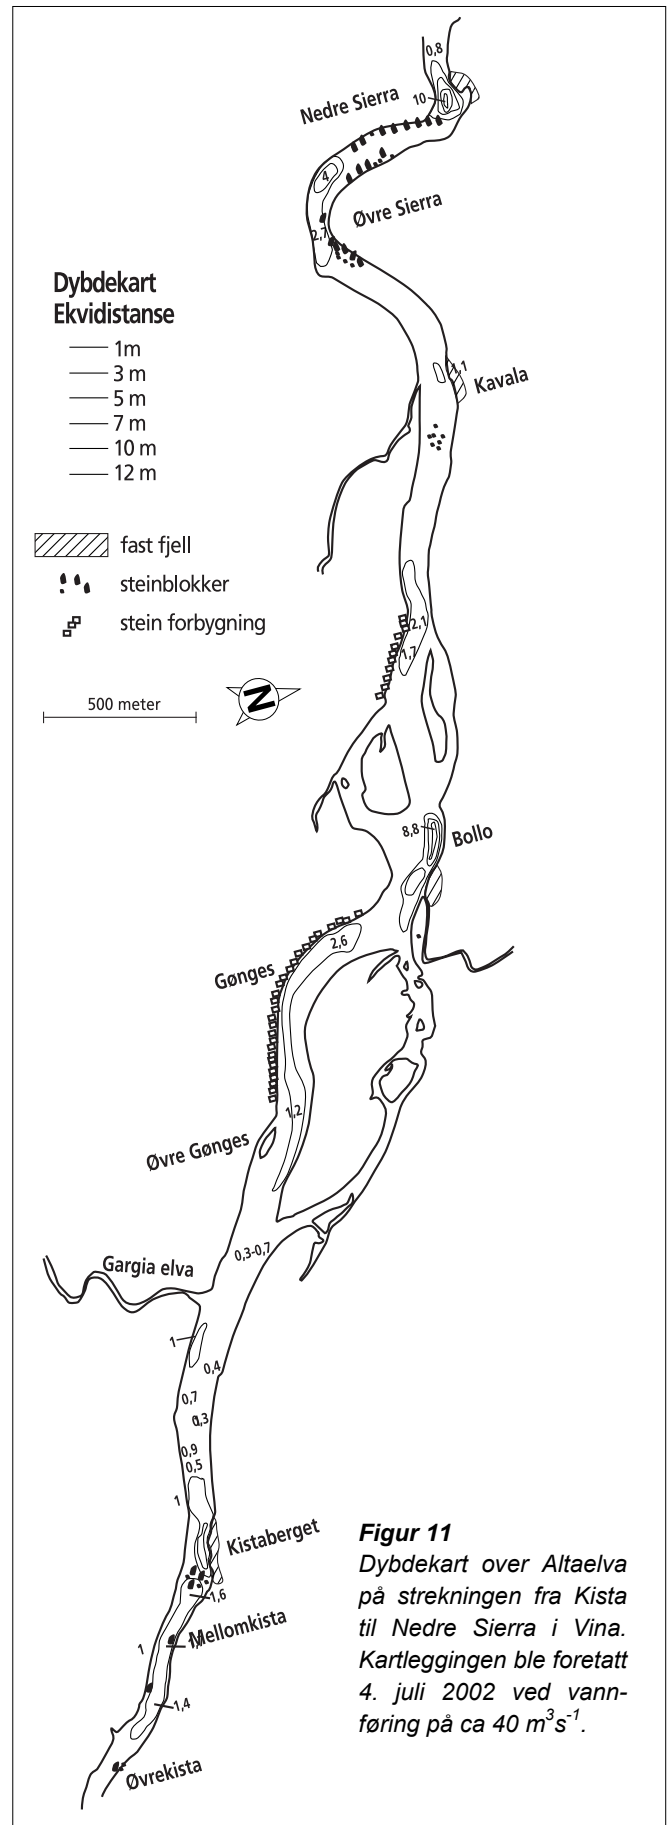 0,8
Nedre Sierra
10
4
Øvre Sierra
2,7
Dybdekart
Ekvidistanse
1m
3 m
5 m
7 m
10 m
12 m
1,1
Kavala
fast fjell
steinblokker
stein forbygning
2,1
1,7
500 meter
N
8,8
Bollo
2,6
Gønges
1,2
Øvre Gønges
0,3-0,7
Gargia elva
1
0,4
0,7
0,3
0,9
0,5
1
Kistaberget
1,6
Mellomkista
1
1,4
Øvrekista
Figur 11
Dybdekart over Altaelva
på strekningen fra Kista
til Nedre Sierra i Vina.
Kartleggingen ble foretatt
4. juli 2002 ved vann-
føring på ca 40 m³s⁻¹.